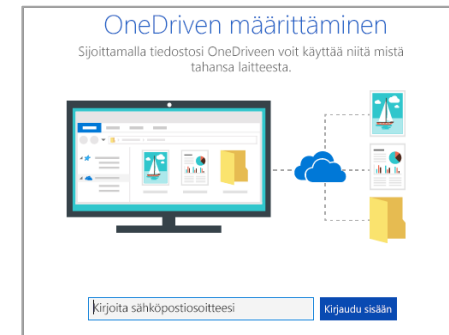 OneDriven määrittäminen
Sijoittamalla tiedostosi OneDriveen voit käyttää niitä mistä
tahansa laitteesta.
Kirjoita sähköpostiosoitteesi
Kirjaudu sisään